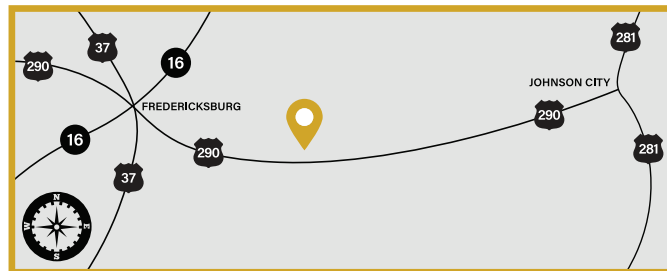 281
37
16
290
JOHNSON CITY
FREDERICKSBURG
290
16
290
281
37
N
W
E
S